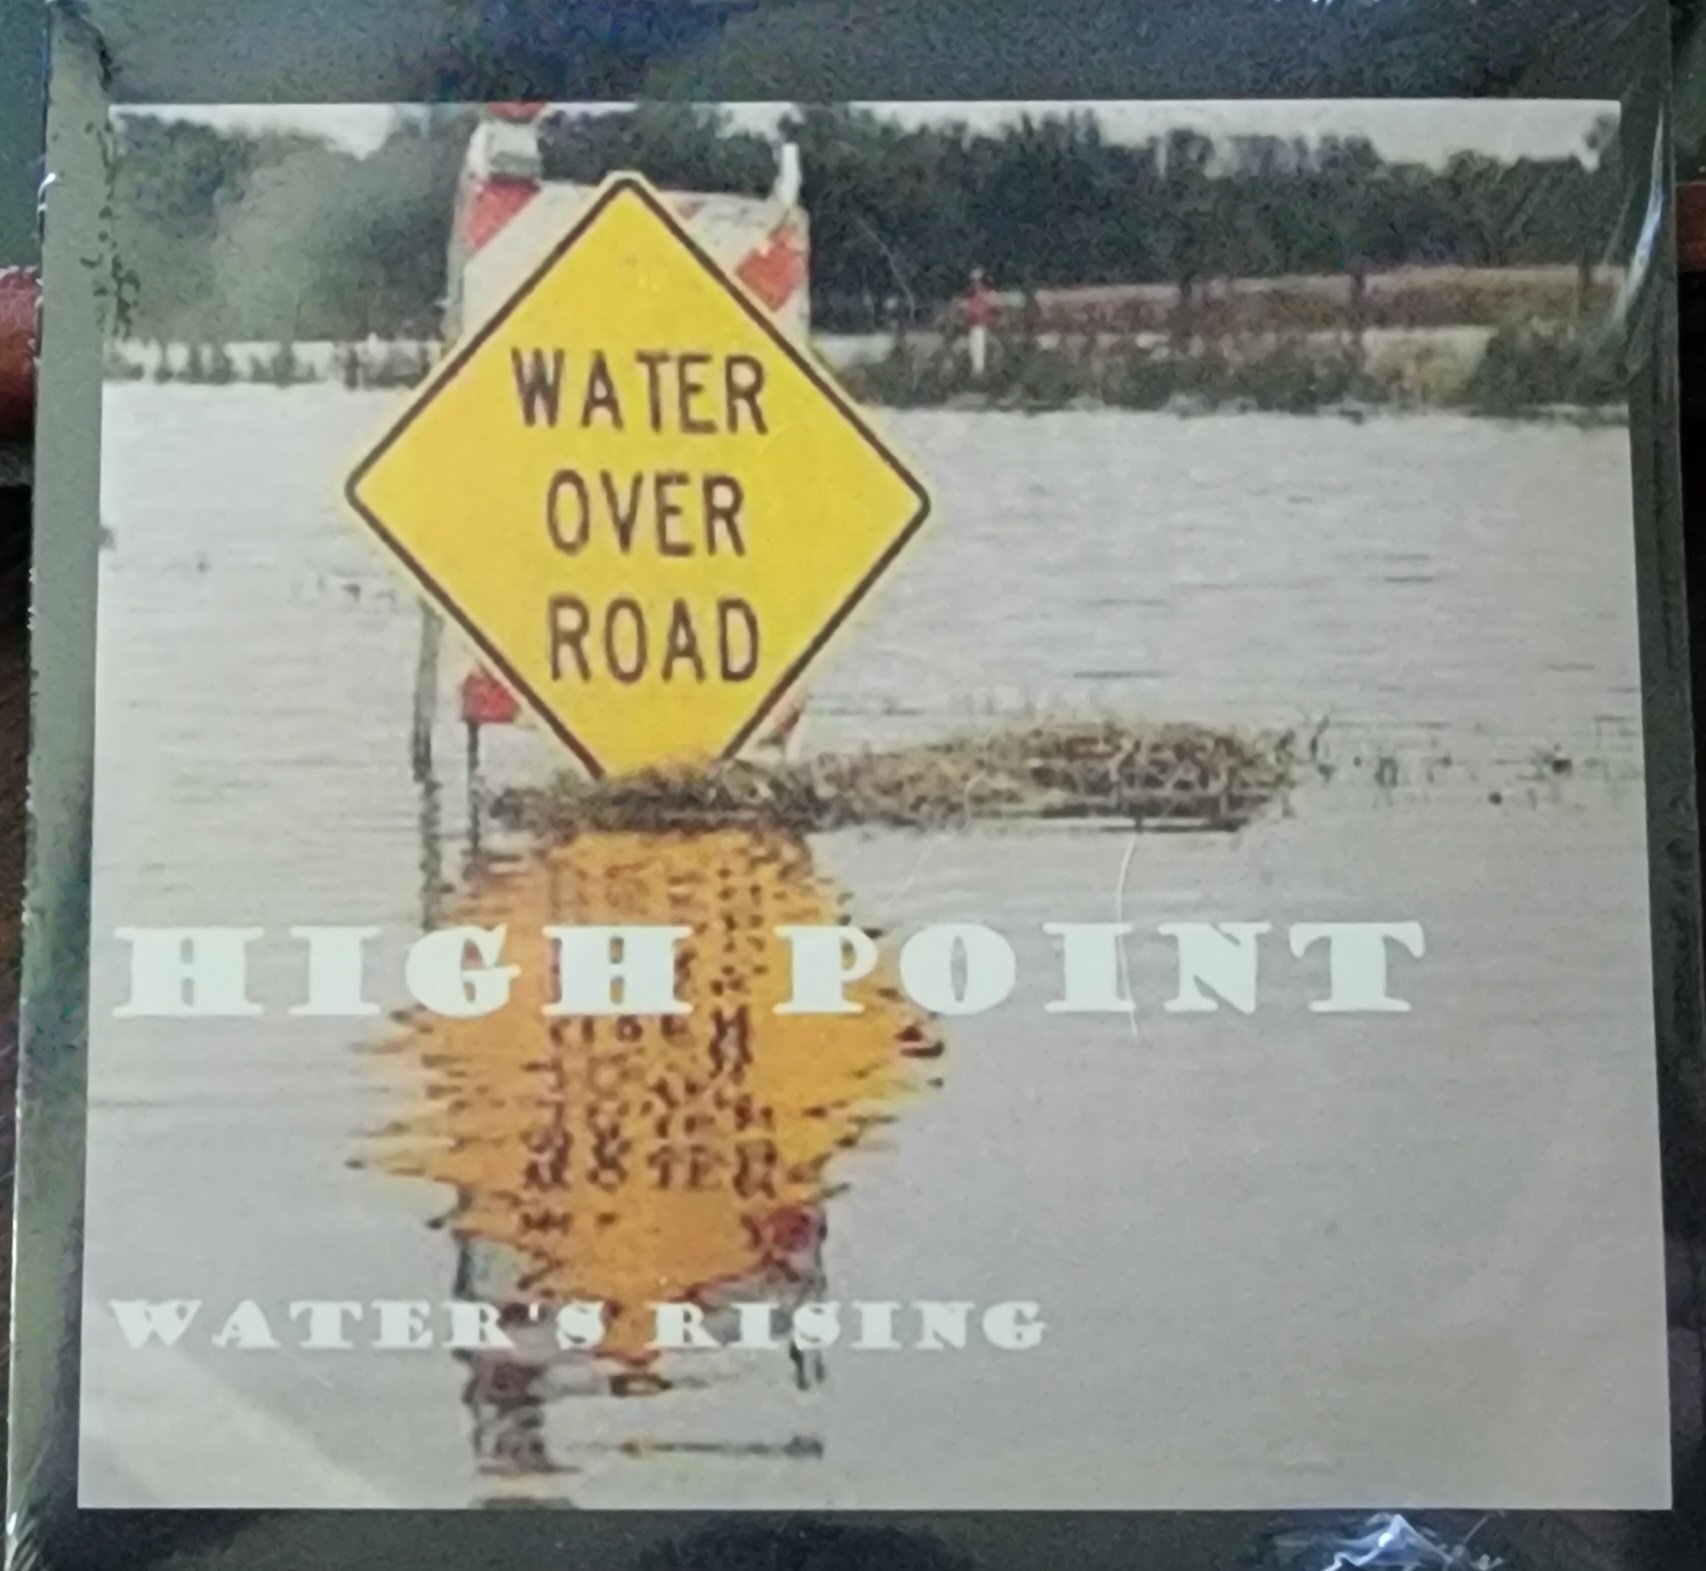 WATER
OVER
ROAD
HIGH POINT
WATER'S RISING